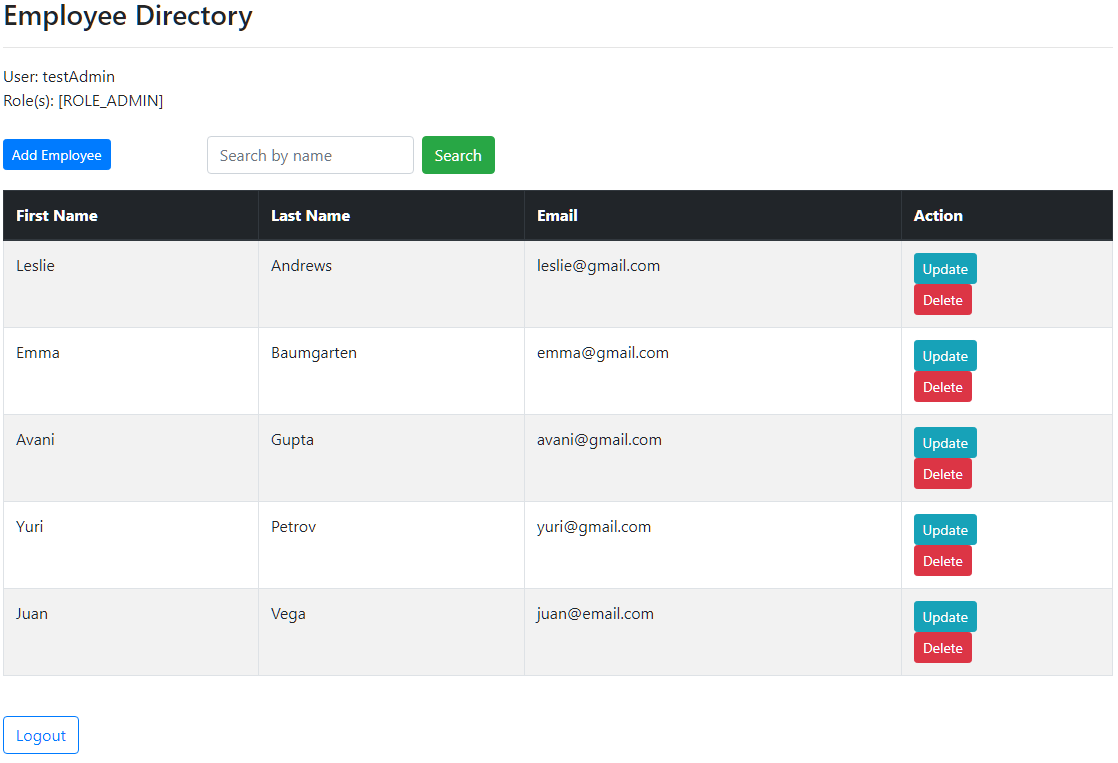 Employee Directory
User: testAdmin
Role(s): [ROLE_ADMIN]
Add Employee Search by name Search
First Name Last Name Email Action
Leslie Andrews leslie@gmail.com Update
Delete
Emma Baumgarten emma@gmail.com Update
Delete
Avani Gupta avani@gmail.com Update
Delete
Yuri Petrov yuri@gmail.com Update
Delete
Juan Vega juan@email.com Update
Delete
Logout